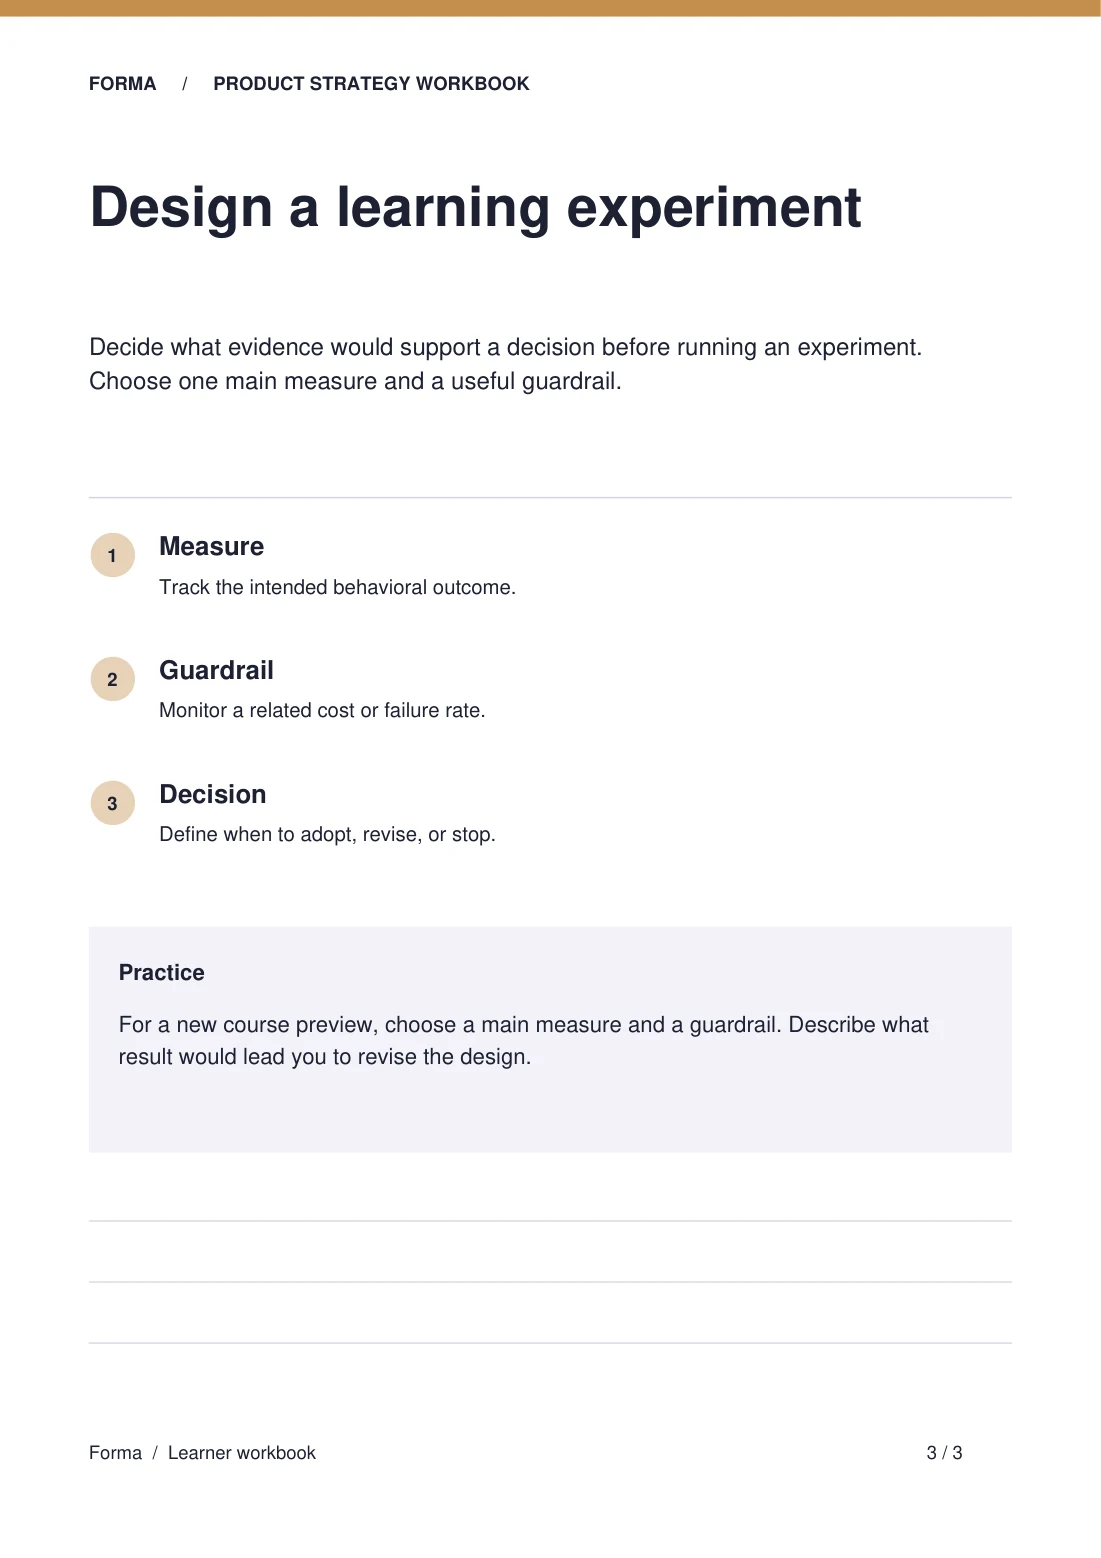 FORMA / PRODUCT STRATEGY WORKBOOK
Design a learning experiment
Decide what evidence would support a decision before running an experiment.
Choose one main measure and a useful guardrail.
1 Measure
Track the intended behavioral outcome.
2 Guardrail
Monitor a related cost or failure rate.
3 Decision
Define when to adopt, revise, or stop.
Practice
For a new course preview, choose a main measure and a guardrail. Describe what
result would lead you to revise the design.
Forma / Learner workbook 3 / 3